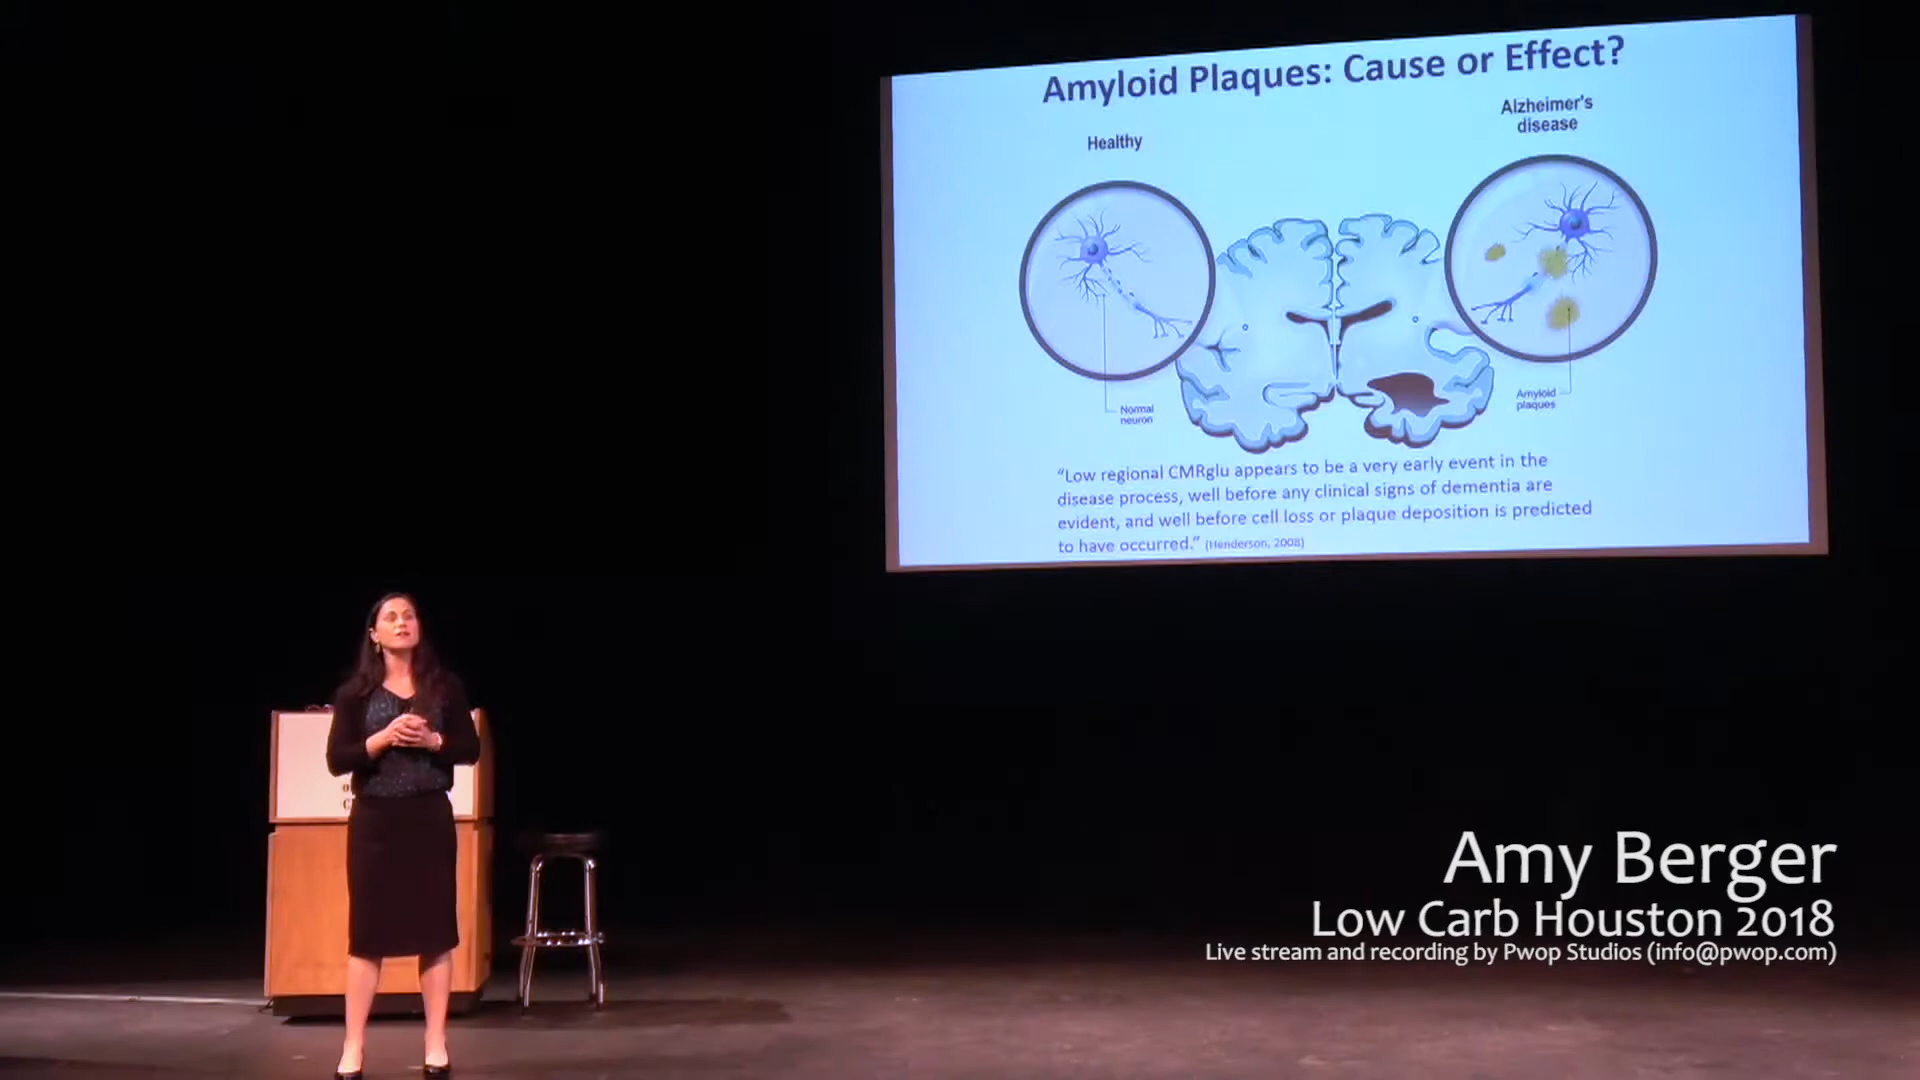 Amyloid Plaques: Cause or Effect?
Healthy
Alzheimer's
disease
Normal
neuron
Amyloid
plaques
“Low regional CMRglu appears to be a very early event in the
disease process, well before any clinical signs of dementia are
evident, and well before cell loss or plaque deposition is predicted
to have occurred.” (Henderson, 2008)
Amy Berger
Low Carb Houston 2018
Live stream and recording by Pwop Studios (info@pwop.com)